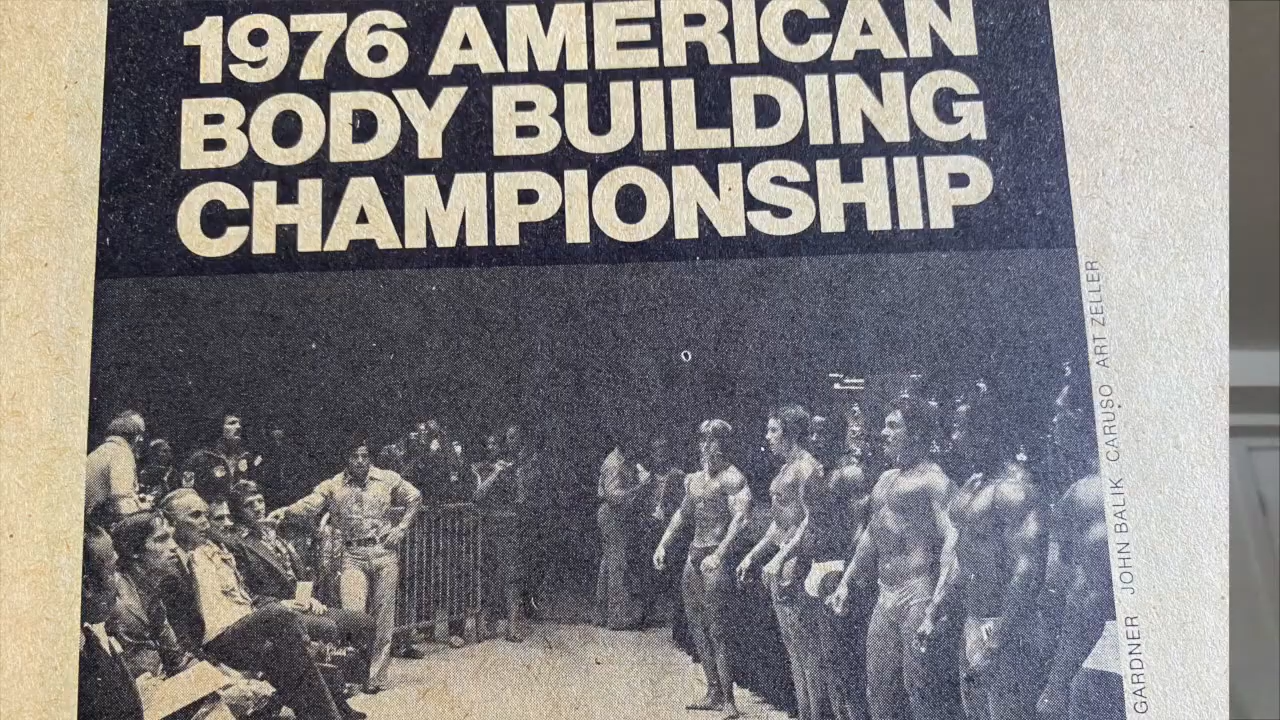 1976 AMERICAN
BODY BUILDING
CHAMPIONSHIP
GARDNER JOHN BALIK CARUSO ART ZELLER